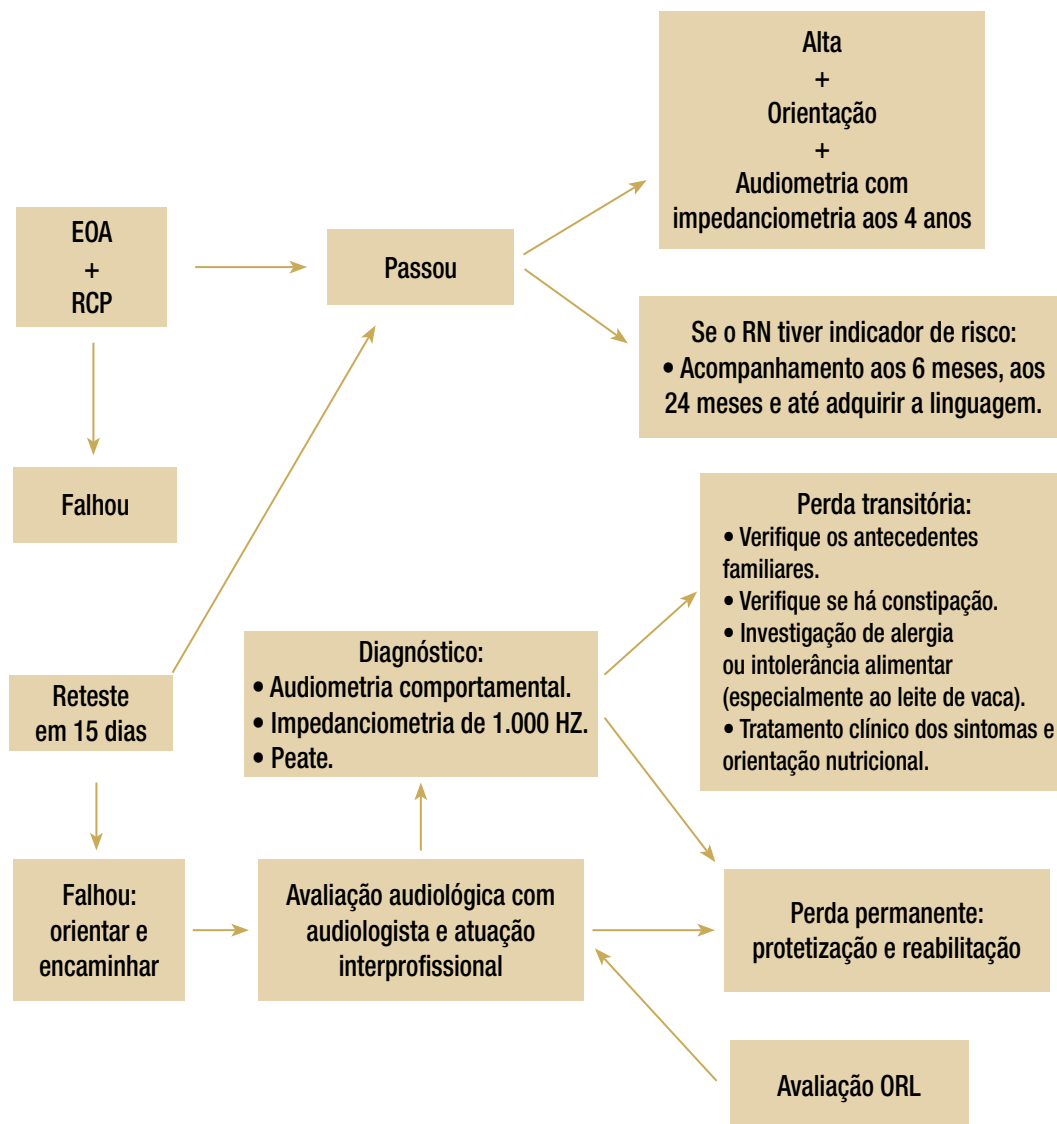 EOA
+
RCP
Passou
Alta
+
Orientação
+
Audiometria com
impedanciometria aos 4 anos
Se o RN tiver indicador de risco:
• Acompanhamento aos 6 meses, aos
24 meses e até adquirir a linguagem.
Falhou
Reteste
em 15 dias
Diagnóstico:
• Audiometria comportamental.
• Impedanciometria de 1.000 HZ.
• Peate.
Perda transitória:
• Verifique os antecedentes
familiares.
• Verifique se há constipação.
• Investigação de alergia
ou intolerância alimentar
(especialmente ao leite de vaca).
• Tratamento clínico dos sintomas e
orientação nutricional.
Falhou:
orientar e
encaminhar
Avaliação audiológica com
audiologista e atuação
interprofissional
Perda permanente:
protetização e reabilitação
Avaliação ORL